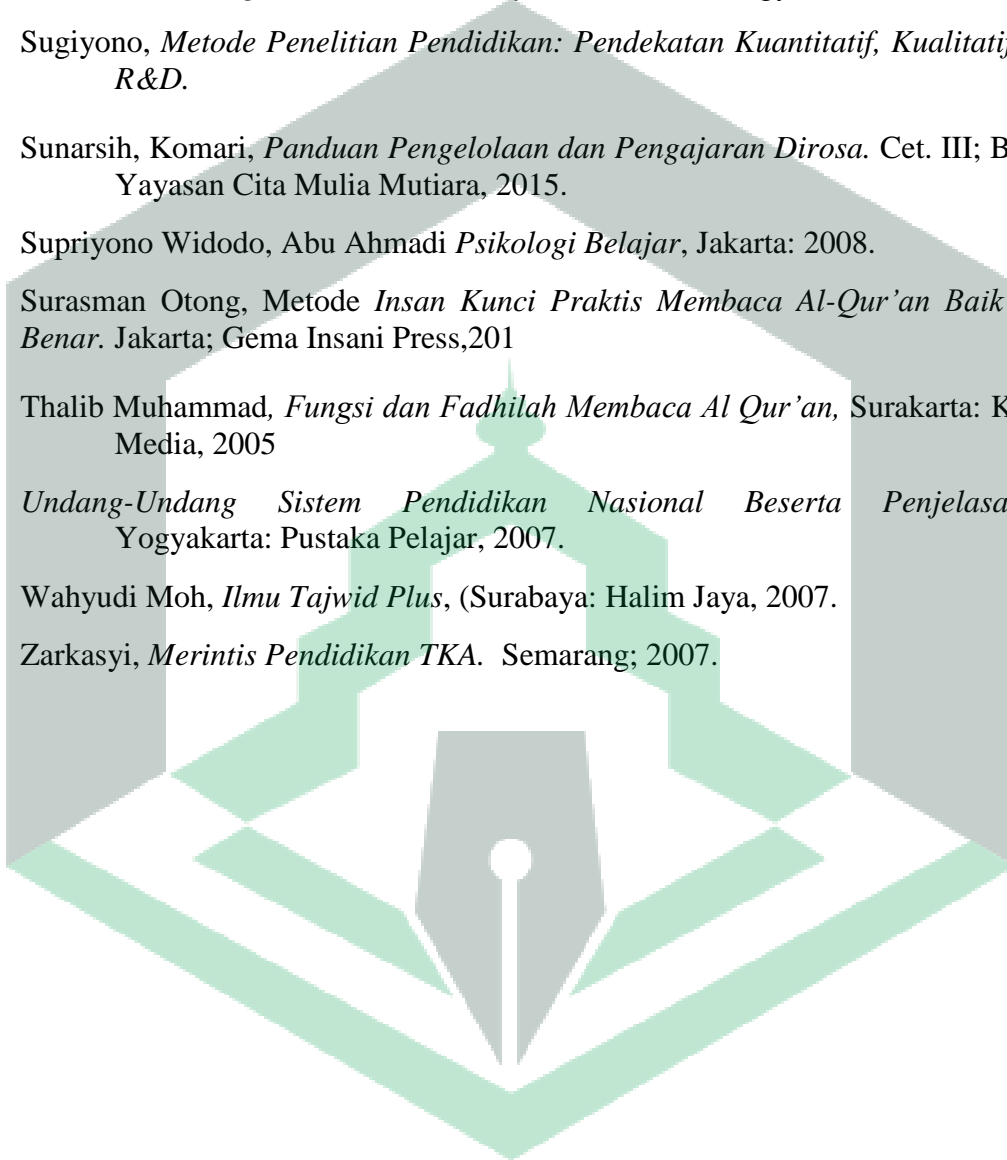 Sugiyono, Metode Penelitian Pendidikan: Pendekatan Kuantitatif,
R&D.
Sunarsih, Komari, Panduan Pengelolaan dan Pengajaran Dirosa. Cet. III;
Yayasan Cita Mulia Mutiara, 2015.
Supriyono Widodo, Abu Ahmadi Psikologi Belajar, Jakarta: 2008.
Surasman Otong, Metode Insan Kunci Praktis Membaca Al-Qur’an Baik
Benar. Jakarta; Gema Insani Press,201
Thalib Muhammad, Fungsi dan Fadhilah Membaca Al Qur’an, Surakarta:
Media, 2005
Undang-Undang Sistem Pendidikan Nasional Beserta
Yogyakarta: Pustaka Pelajar, 2007.
Wahyudi Moh, Ilmu Tajwid Plus, (Surabaya: Halim Jaya, 2007.
Zarkasyi, Merintis Pendidikan TKA. Semarang; 2007.